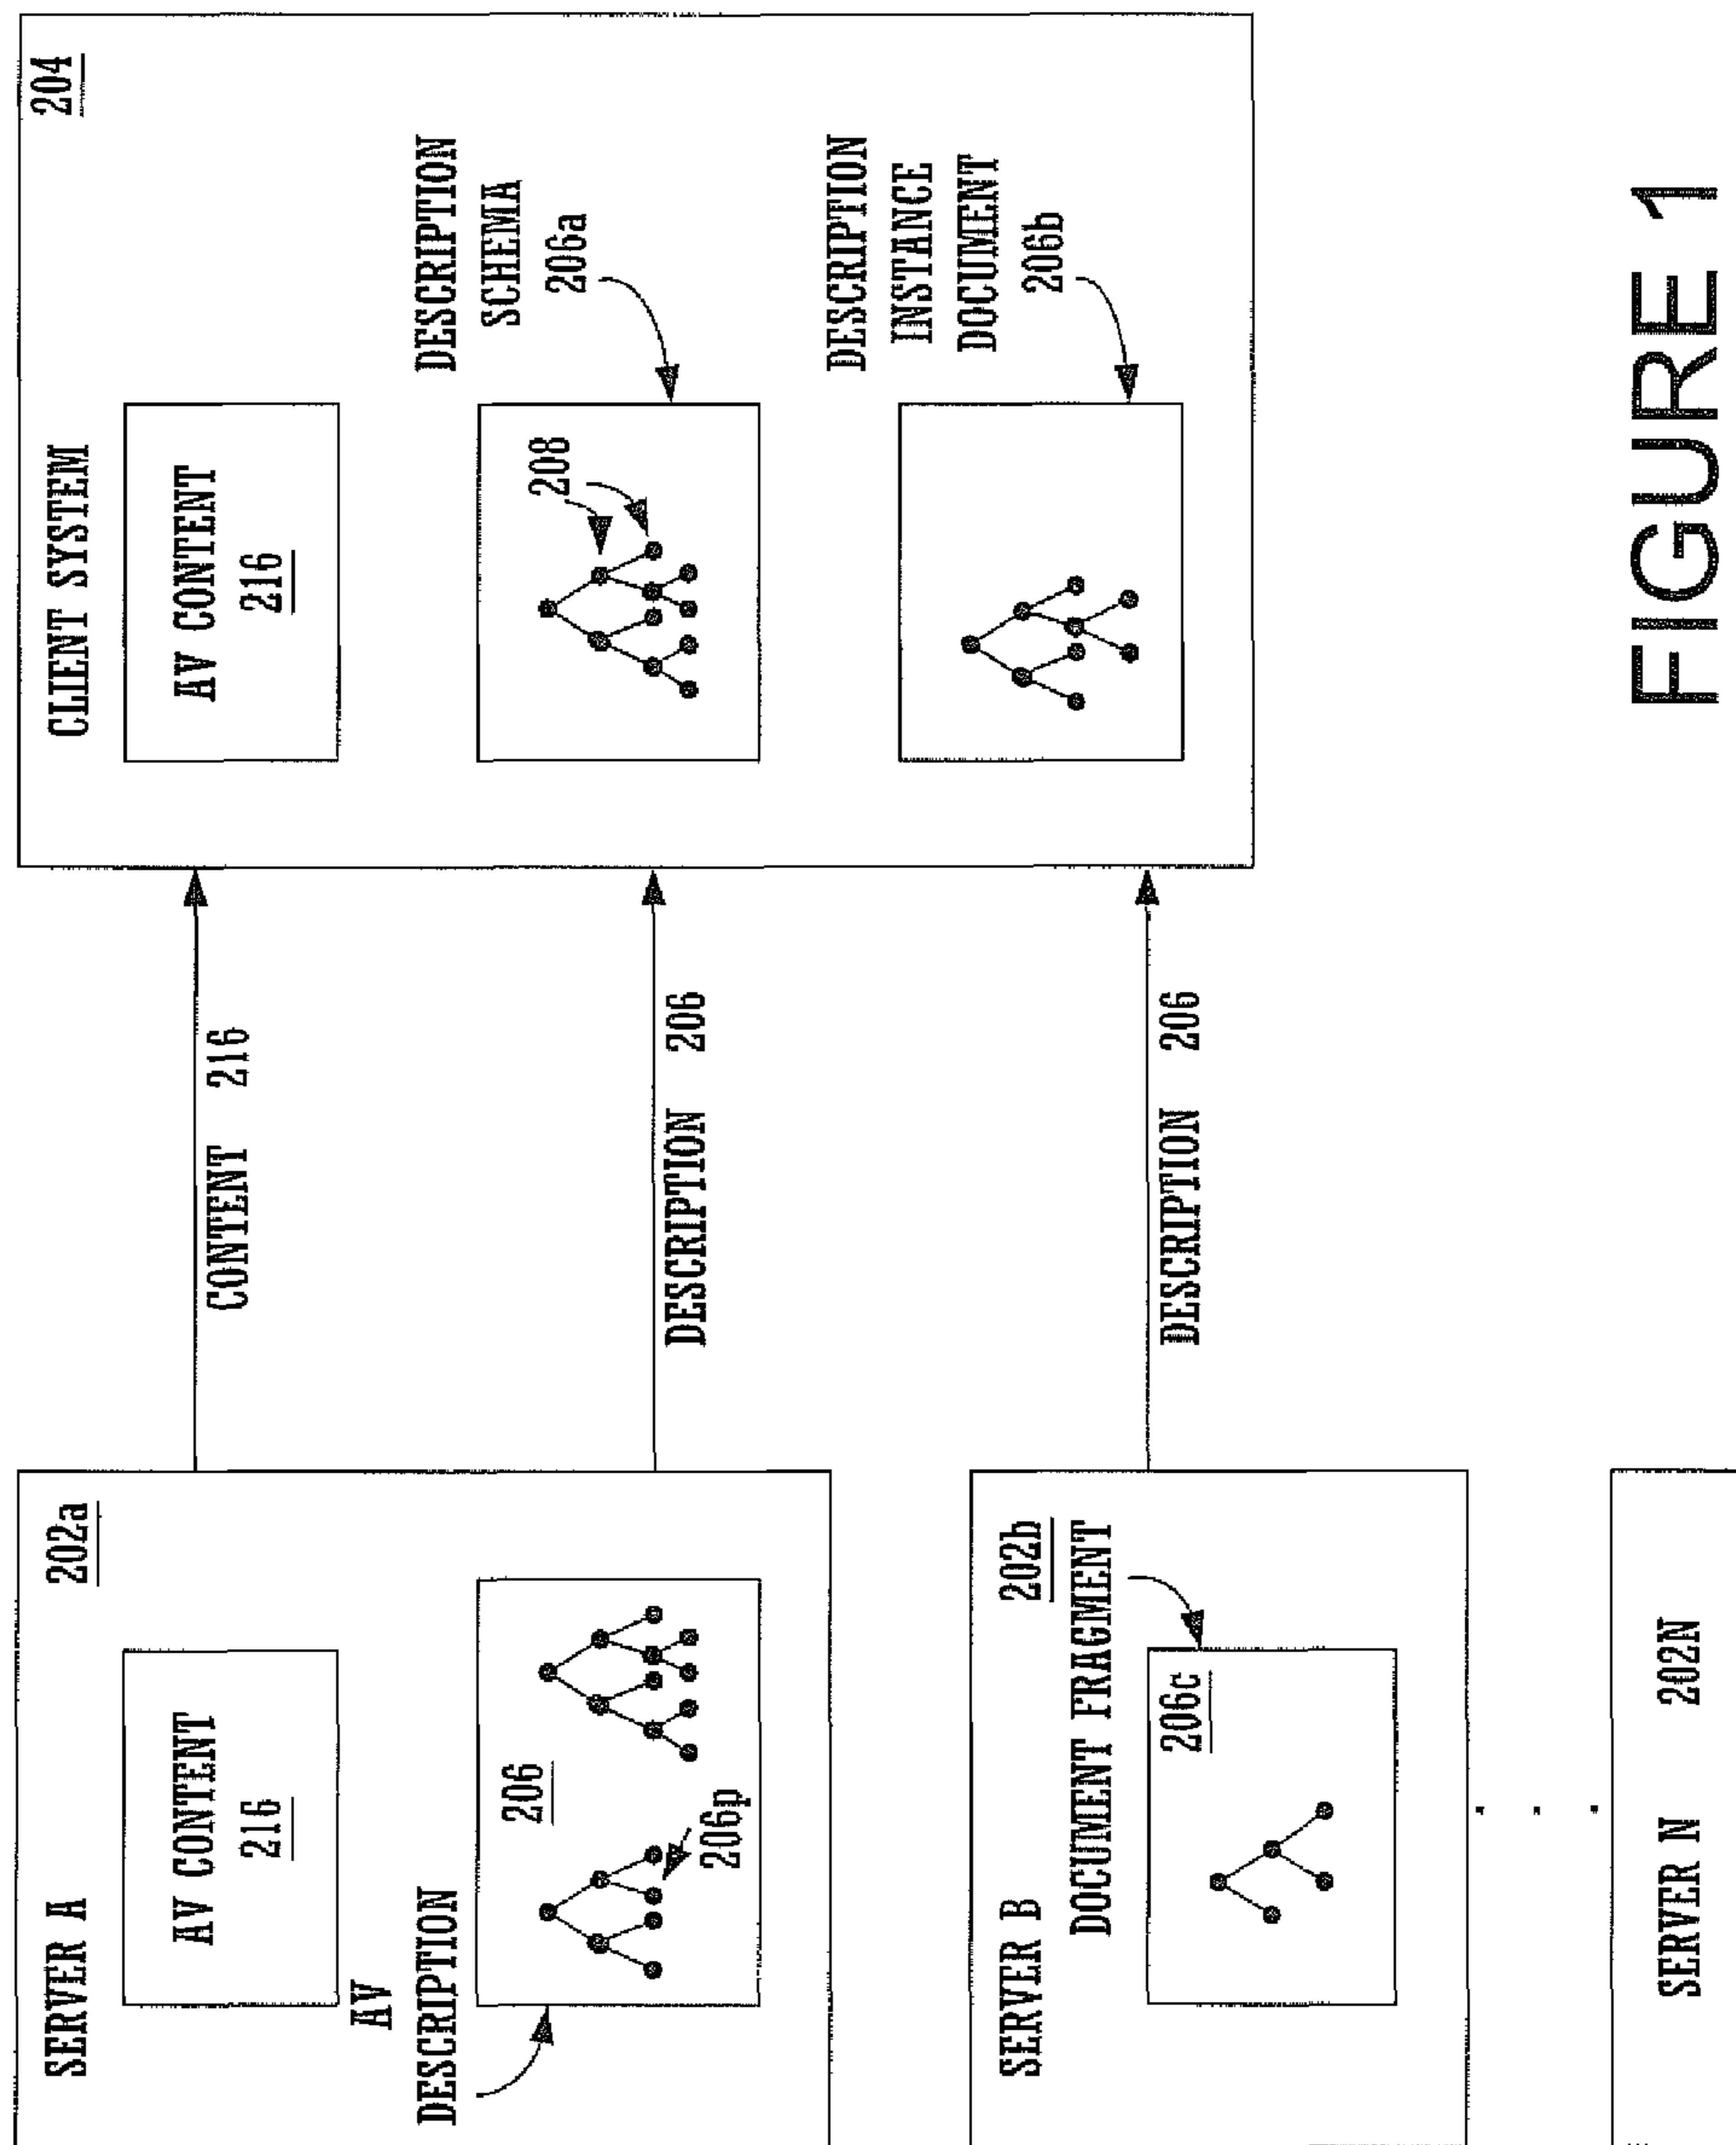 SERVER A
202a
AV CONTENT
216
AV
DESCRIPTION
206
206p
SERVER B
202b
DOCUMENT FRAGMENT
206c
SERVER N 202N
CONTENT 216
DESCRIPTION 206
DESCRIPTION 206
CLIENT SYSTEM
204
AV CONTENT
216
DESCRIPTION
SCHEMA
206a
208
DESCRIPTION
INSTANCE
DOCUMENT
206b
FIGURE 1